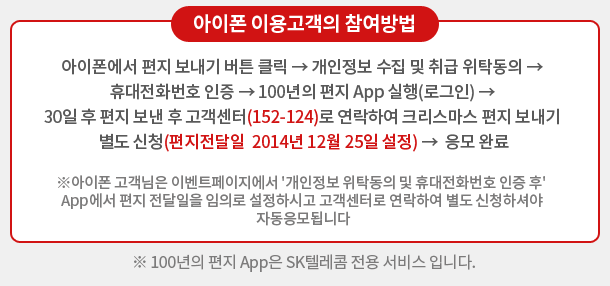 아이폰 이용고객의 참여방법
아이폰에서 편지 보내기 버튼 클릭 → 개인정보 수집 및 취급 위탁동의 →
휴대전화번호 인증 → 100년의 편지 App 실행(로그인) →
30일 후 편지 보낸 후 고객센터(152-124)로 연락하여 크리스마스 편지 보내기
별도 신청(편지전달일 2014년 12월 25일 설정) → 응모 완료
※아이폰 고객님은 이벤트페이지에서 '개인정보 위탁동의 및 휴대전화번호 인증 후'
App에서 편지 전달일을 임의로 설정하시고 고객센터로 연락하여 별도 신청하셔야
자동응모됩니다
※ 100년의 편지 App은 SK텔레콤 전용 서비스 입니다.